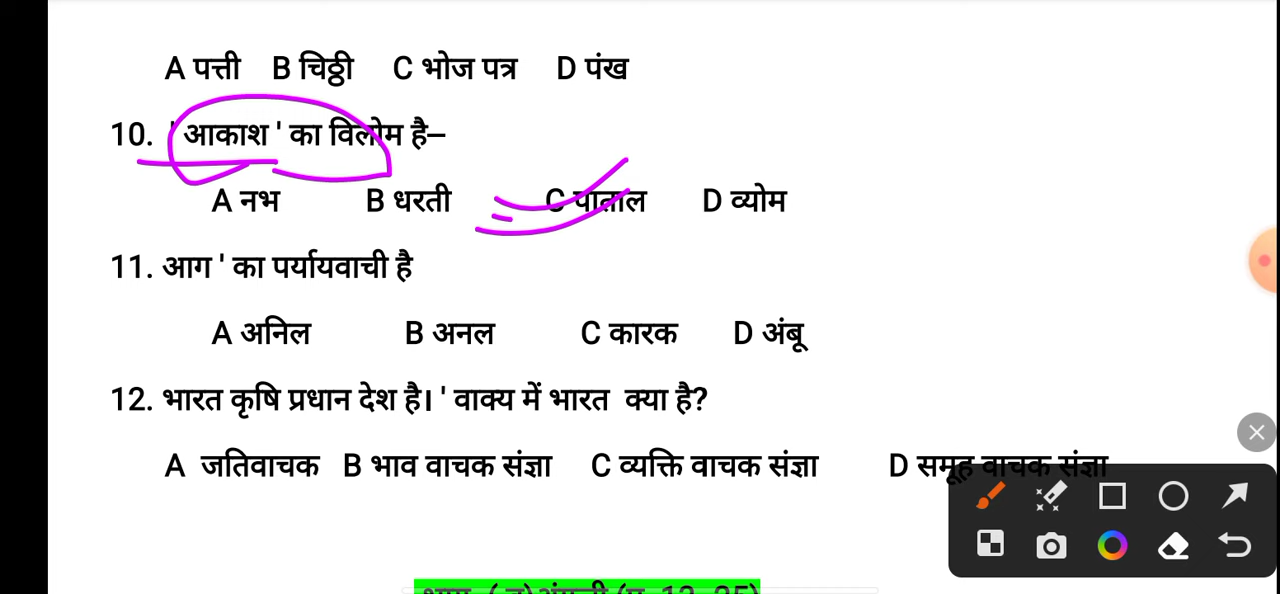 A पत्ती B चिठ्ठी C भोज पत्र D पंख
10. ' आकाश ' का विलोम है–
A नभ B धरती C पाताल D व्योम
11. आग ' का पर्यायवाची है
A अनिल B अनल C कारक D अंबू
12. भारत कृषि प्रधान देश है। ' वाक्य में भारत क्या है?
A जतिवाचक B भाव वाचक संज्ञा C व्यक्ति वाचक संज्ञा D समूह वाचक संज्ञा